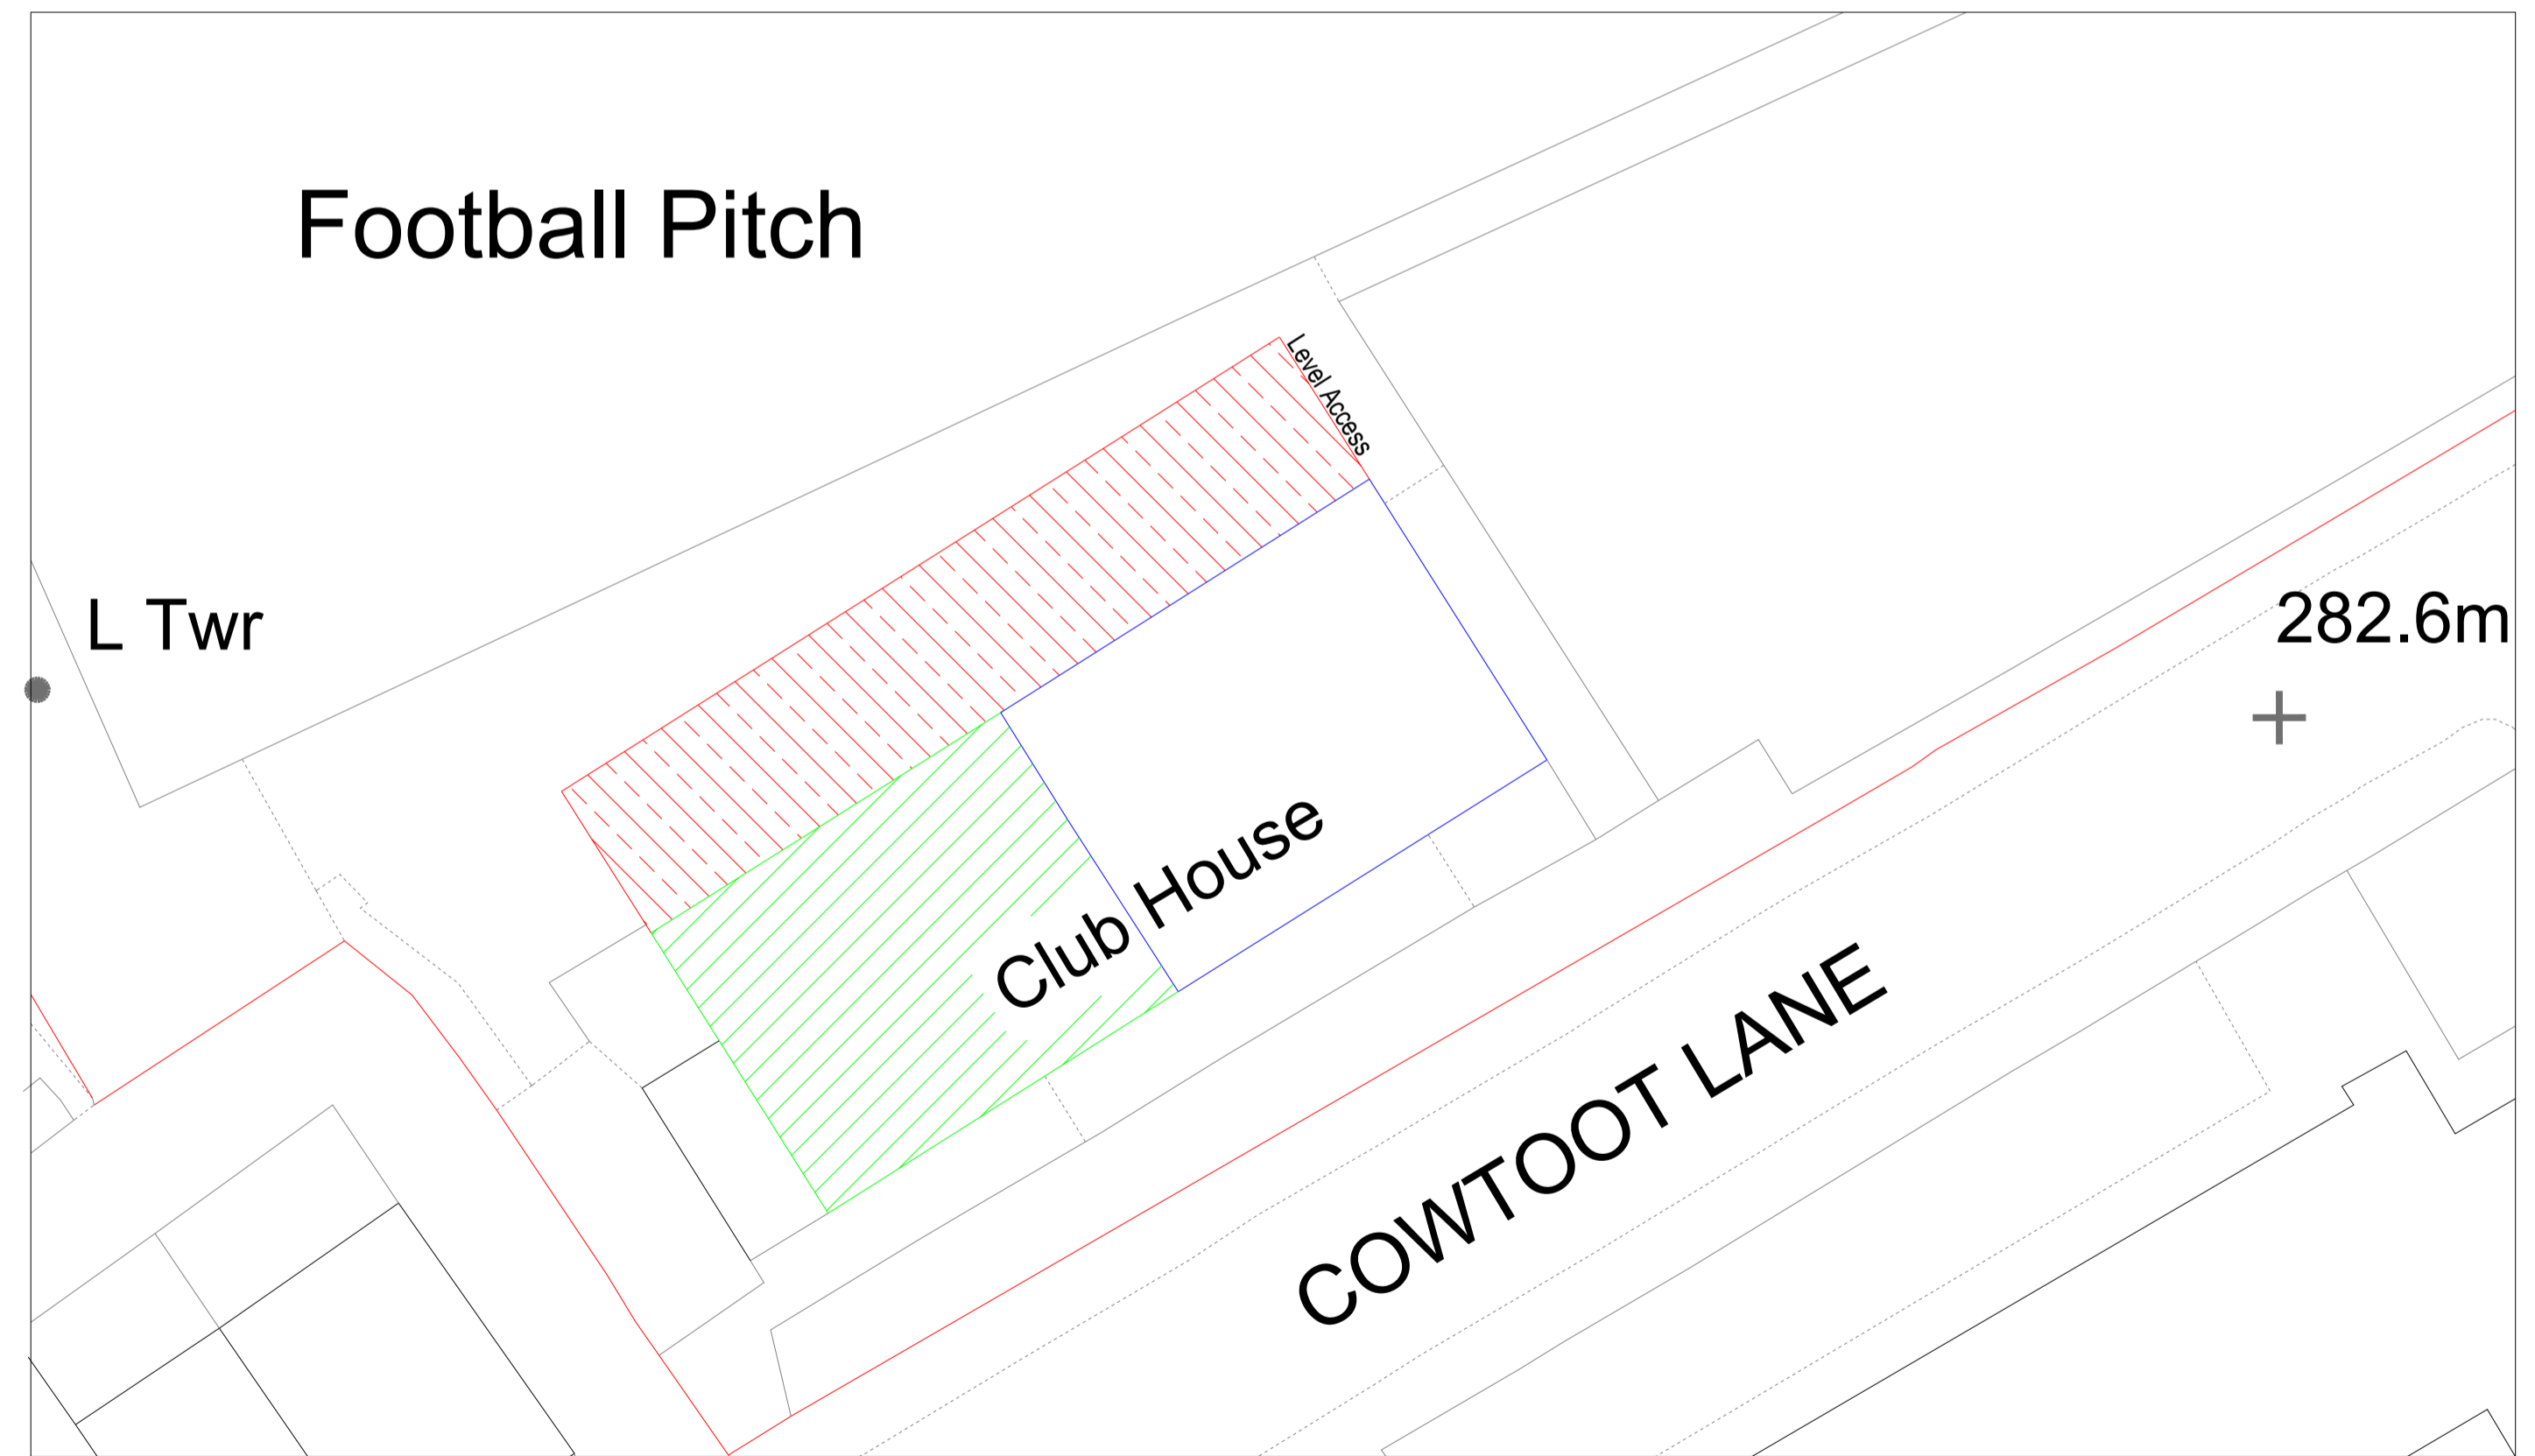 Football Pitch
Level Access
L Twr
282.6m
Club House
COWTOOT LANE